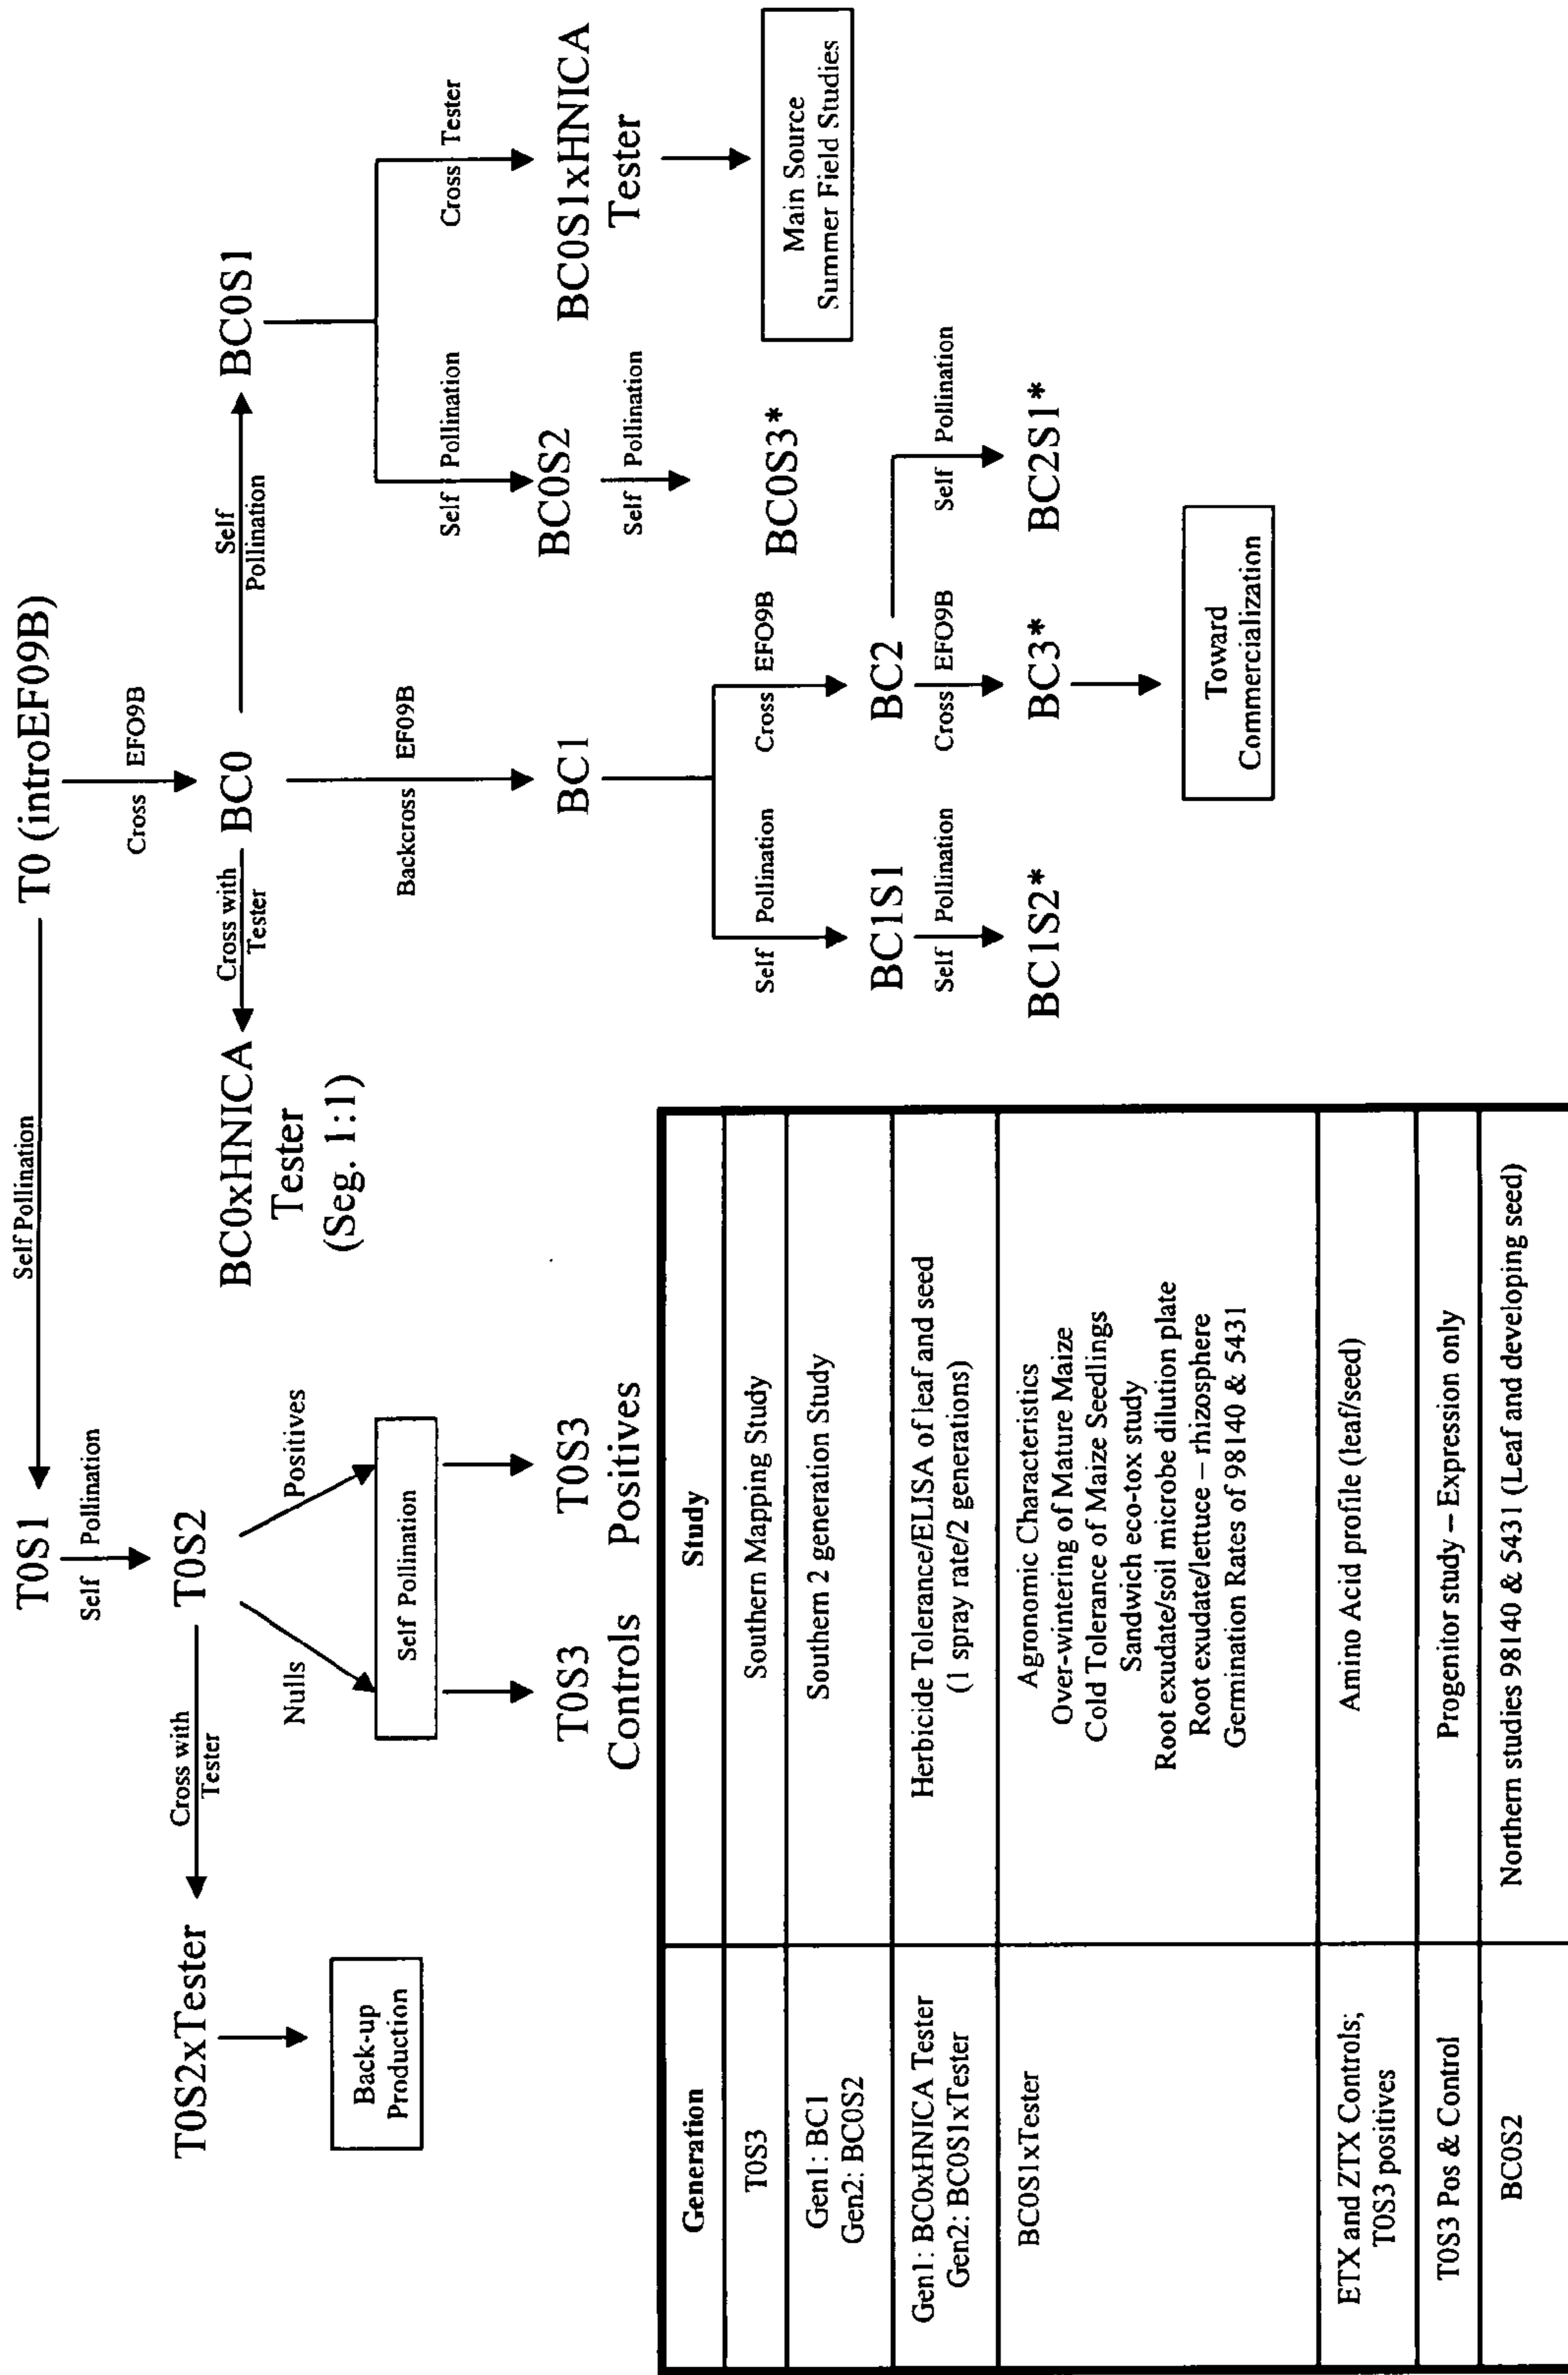 T0 (introEF09B)
Self Pollination
Cross EFO9B
T0S1
Self Pollination
T0S2
Cross with
Tester
T0S2xTester
Back-up
Production
Nulls
Positives
Self Pollination
T0S3
Controls
T0S3
Positives
BC0
Cross with
Tester
BC0xHNICA
Tester
(Seg. 1:1)
Self
Pollination
BC0S1
Self Pollination
BC0S2
Self Pollination
BC0S3*
Cross Tester
BC0S1xHNICA
Tester
Main Source
Summer Field Studies
Backcross EF09B
BC1
Self Pollination
BC1S1
Self Pollination
BC1S2*
Cross EFO9B
BC2
Cross EFO9B
BC3*
Toward
Commercialization
Self Pollination
BC2S1*
Generation
Study
T0S3
Southern Mapping Study
Gen1: BC1
Gen2: BC0S2
Southern 2 generation Study
Gen1: BC0xHNICA Tester
Gen2: BC0S1xTester
Herbicide Tolerance/ELISA of leaf and seed
(1 spray rate/2 generations)
BC0S1xTester
Agronomic Characteristics
Over-wintering of Mature Maize
Cold Tolerance of Maize Seedlings
Sandwich eco-tox study
Root exudate/soil microbe dilution plate
Root exudate/lettuce – rhizosphere
Germination Rates of 98140 & 5431
ETX and ZTX Controls;
T0S3 positives
Amino Acid profile (leaf/seed)
T0S3 Pos & Control
Progenitor study – Expression only
BC0S2
Northern studies 98140 & 5431 (Leaf and developing seed)